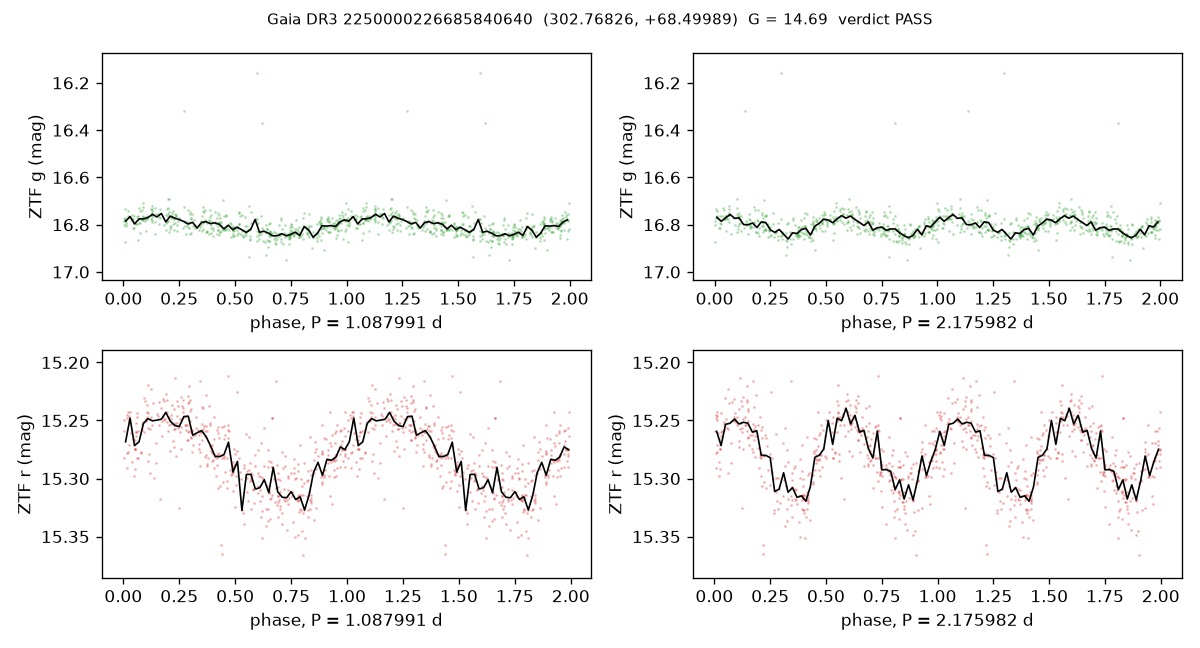 Gaia DR3 2250000226685840640  (302.76826, +68.49989)  G = 14.69  verdict PASS
ZTF g (mag)
16.2
16.4
16.6
16.8
17.0
0.00 0.25 0.50 0.75 1.00 1.25 1.50 1.75 2.00
phase, P = 1.087991 d
ZTF g (mag)
16.2
16.4
16.6
16.8
17.0
0.00 0.25 0.50 0.75 1.00 1.25 1.50 1.75 2.00
phase, P = 2.175982 d
ZTF r (mag)
15.20
15.25
15.30
15.35
0.00 0.25 0.50 0.75 1.00 1.25 1.50 1.75 2.00
phase, P = 1.087991 d
ZTF r (mag)
15.20
15.25
15.30
15.35
0.00 0.25 0.50 0.75 1.00 1.25 1.50 1.75 2.00
phase, P = 2.175982 d